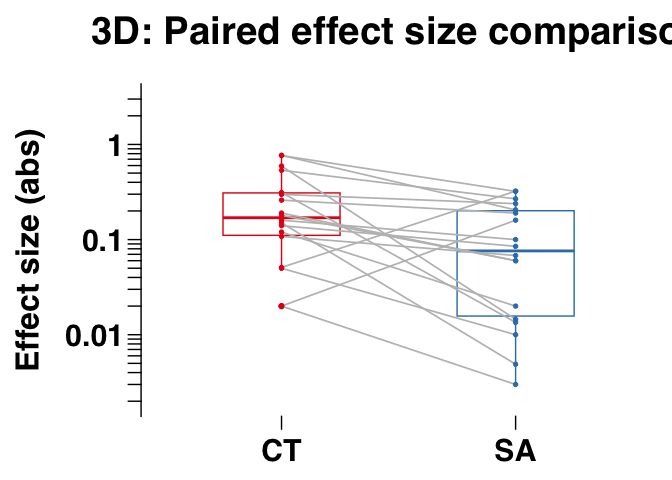 3D: Paired effect size compariso
Effect size (abs)
1
0.1
0.01
CT
SA